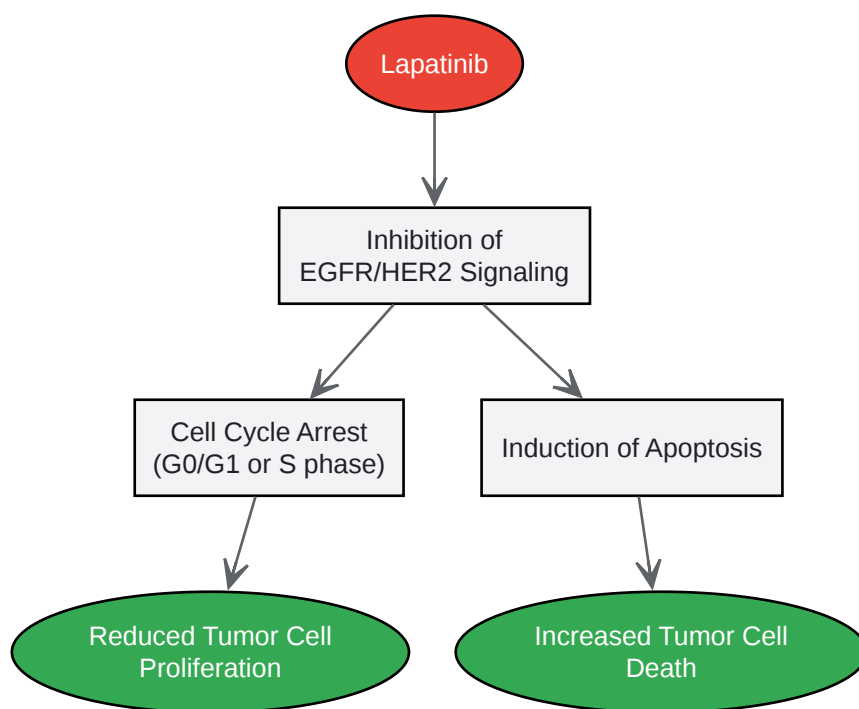 Lapatinib
Inhibition of
EGFR/HER2 Signaling
Cell Cycle Arrest
(G0/G1 or S phase)
Induction of Apoptosis
Reduced Tumor Cell
Proliferation
Increased Tumor Cell
Death